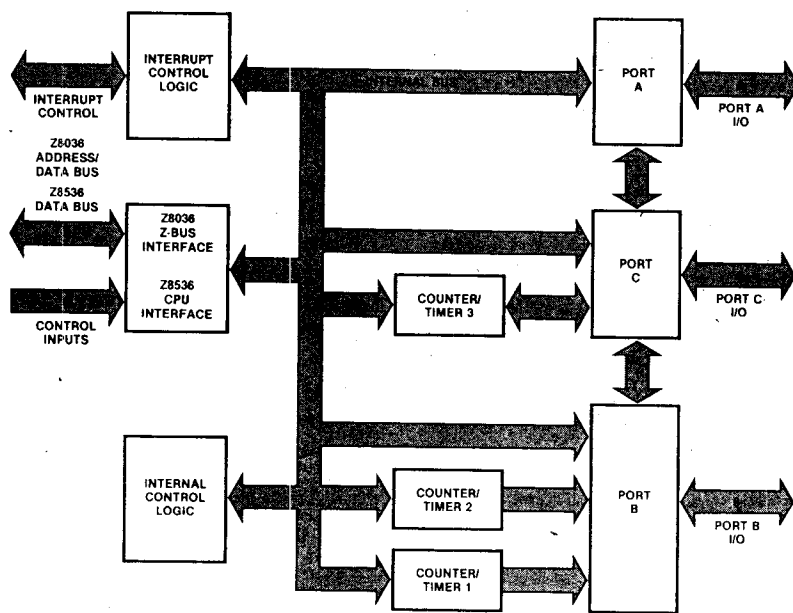 INTERRUPT
CONTROL
LOGIC
INTERNAL BUS
PORT
A
INTERRUPT
CONTROL
PORT A
I/O
Z8036
ADDRESS/
DATA BUS
Z8536
DATA BUS
Z8036
Z-BUS
INTERFACE
Z8536
CPU
INTERFACE
CONTROL
INPUTS
PORT
C
COUNTER/
TIMER 3
PORT C
I/O
INTERNAL
CONTROL
LOGIC
COUNTER/
TIMER 2
PORT
B
PORT B
I/O
COUNTER/
TIMER 1